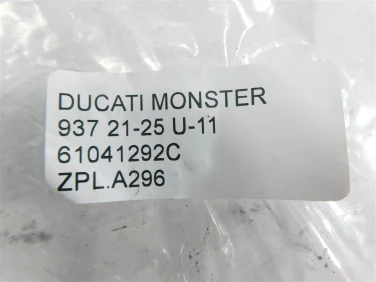 DUCATI MONSTER
937 21-25 U-11
61041292C
ZPL.A296